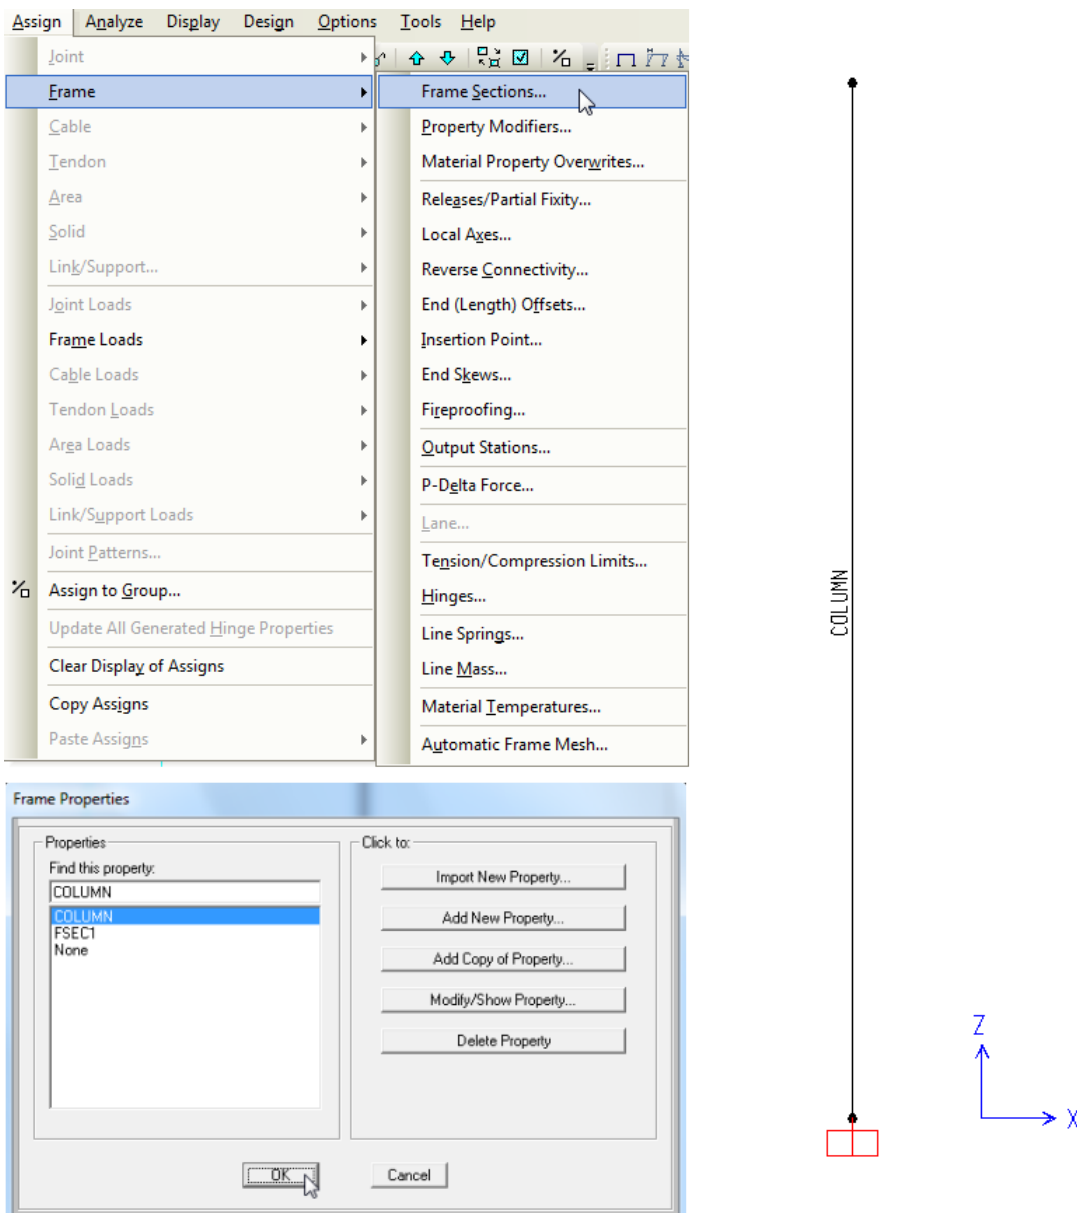 Assign Analyze Display Design Options Tools Help
Joint
Frame
Cable
Tendon
Area
Solid
Link/Support...
Joint Loads
Frame Loads
Cable Loads
Tendon Loads
Area Loads
Solid Loads
Link/Support Loads
Joint Patterns...
Assign to Group...
Update All Generated Hinge Properties
Clear Display of Assigns
Copy Assigns
Paste Assigns
Frame Sections...
Property Modifiers...
Material Property Overwrites...
Releases/Partial Fixity...
Local Axes...
Reverse Connectivity...
End (Length) Offsets...
Insertion Point...
End Skews...
Fireproofing...
Output Stations...
P-Delta Force...
Lane...
Tension/Compression Limits...
Hinges...
Line Springs...
Line Mass...
Material Temperatures...
Automatic Frame Mesh...
Frame Properties
Properties
Find this property:
COLUMN
COLUMN
FSEC1
None
Click to:
Import New Property...
Add New Property...
Add Copy of Property...
Modify/Show Property...
Delete Property
OK
Cancel
COLUMN
Z
X